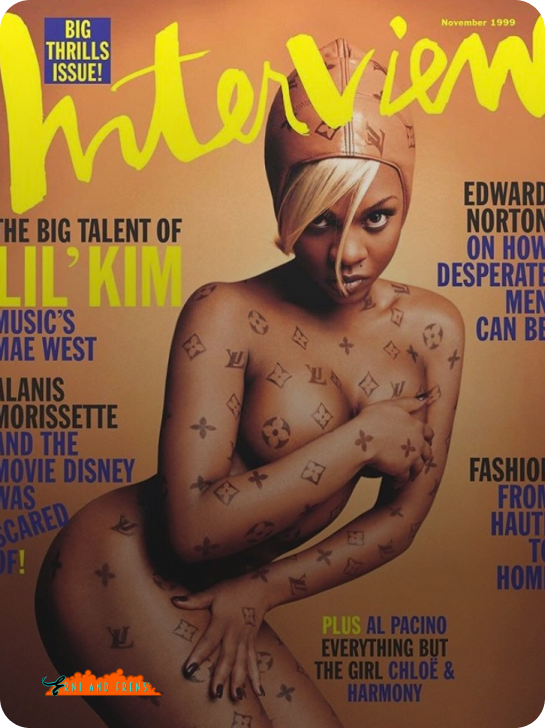 BIG
THRILLS
ISSUE!
November 1999
Interview
THE BIG TALENT OF
LIL' KIM
MUSIC'S
MAE WEST
ALANIS
MORISSETTE
AND THE
MOVIE DISNEY
WAS
SCARED
OF!
EDWARD
NORTON
ON HOW
DESPERATE
MEN
CAN BE
FASHION
FROM
HAUTE
TO
HOME
PLUS AL PACINO
EVERYTHING BUT
THE GIRL CHLOË &
HARMONY
AND TRENS